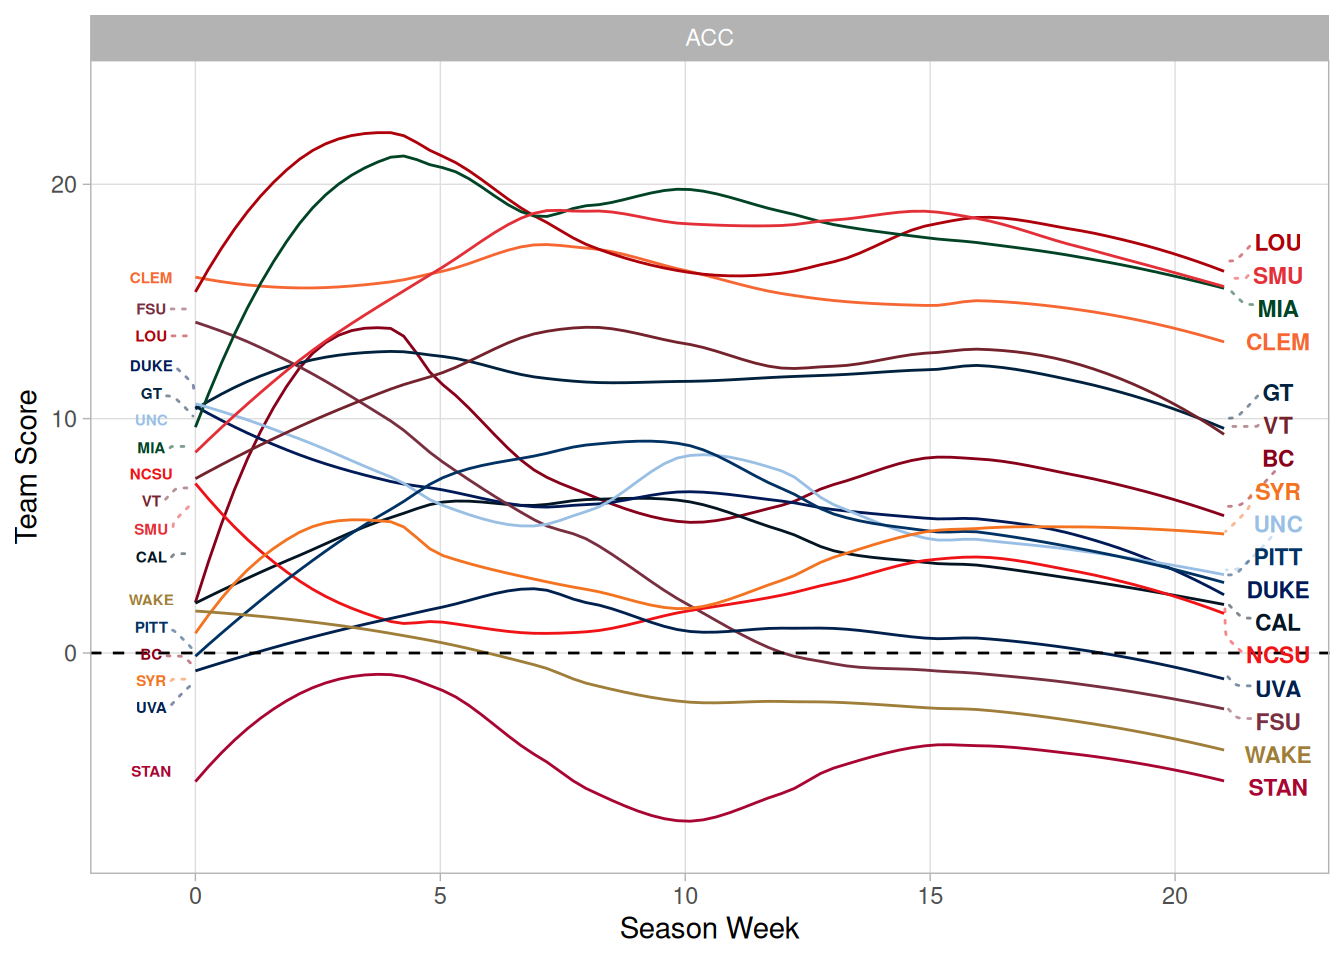 ACC
Team Score
20
10
0
CLEM
FSU
LOU
DUKE
GT
UNC
MIA
NCSU
VT
SMU
CAL
WAKE
PITT
BC
SYR
UVA
STAN
LOU
SMU
MIA
CLEM
GT
VT
BC
SYR
UNC
PITT
DUKE
CAL
NCSU
UVA
FSU
WAKE
STAN
0 5 10 15 20
Season Week